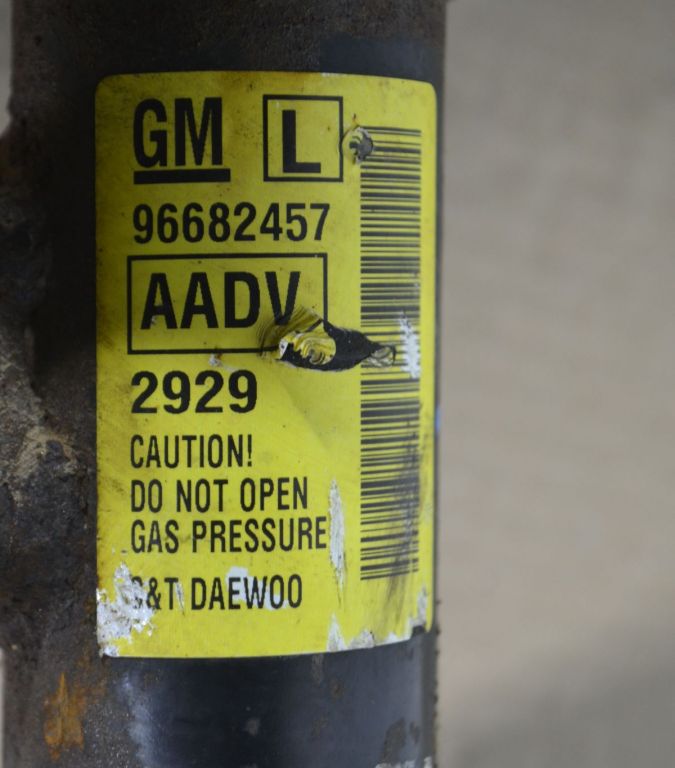 GM L
96682457
AADV
2929
CAUTION!
DO NOT OPEN
GAS PRESSURE
DAEWOO